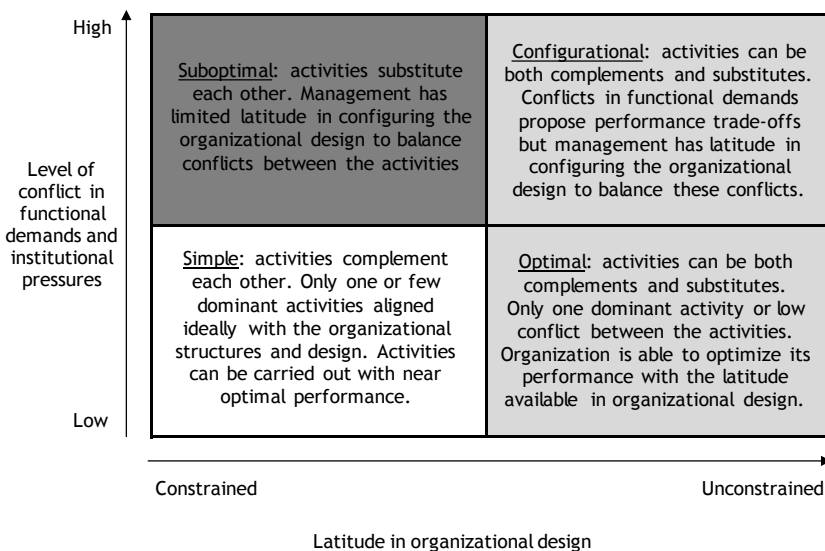 High
Suboptimal: activities substitute
each other. Management has
limited latitude in configuring the
organizational design to balance
conflicts between the activities
Configurational: activities can be
both complements and substitutes.
Conflicts in functional demands
propose performance trade-offs
but management has latitude in
configuring the organizational
design to balance these conflicts.
Level of
conflict in
functional
demands and
institutional
pressures
Simple: activities complement
each other. Only one or few
dominant activities aligned
ideally with the organizational
structures and design. Activities
can be carried out with near
optimal performance.
Optimal: activities can be both
complements and substitutes.
Only one dominant activity or low
conflict between the activities.
Organization is able to optimize its
performance with the latitude
available in organizational design.
Low
Constrained
Unconstrained
Latitude in organizational design